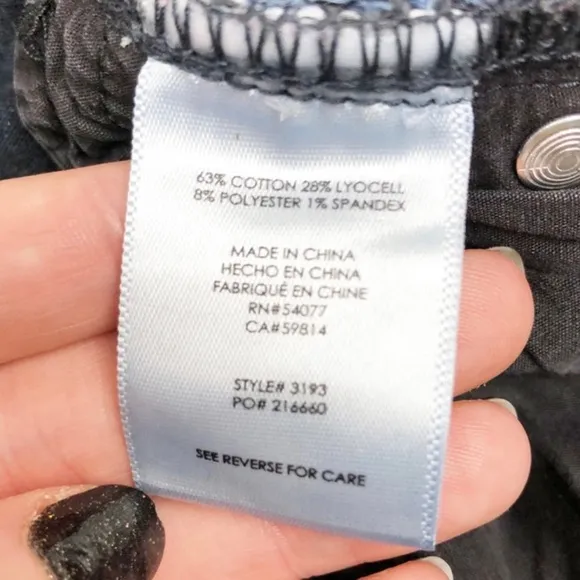 63% COTTON 28% LYOCELL
8% POLYESTER 1% SPANDEX
MADE IN CHINA
HECHO EN CHINA
FABRIQUÉ EN CHINE
RN#54077
CA#59814
STYLE# 3193
PO# 216660
SEE REVERSE FOR CARE